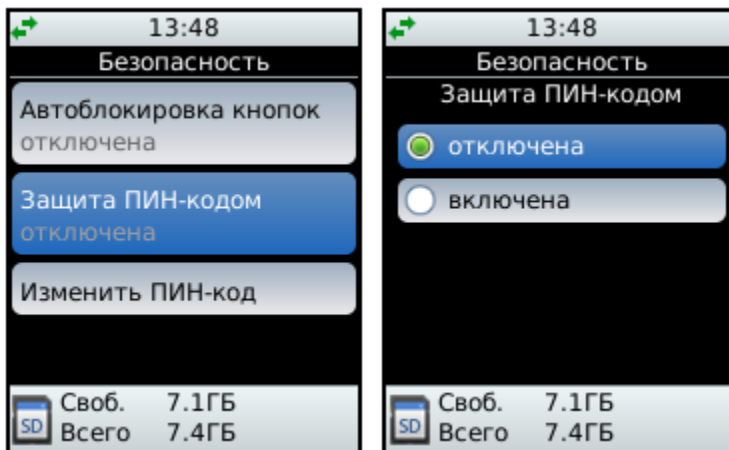 13:48
Безопасность
Автоблокировка кнопок
отключена
Защита ПИН-кодом
отключена
Изменить ПИН-код
SD
Своб. 7.1ГБ
Всего 7.4ГБ
13:48
Безопасность
Защита ПИН-кодом
отключена
включена
SD
Своб. 7.1ГБ
Всего 7.4ГБ